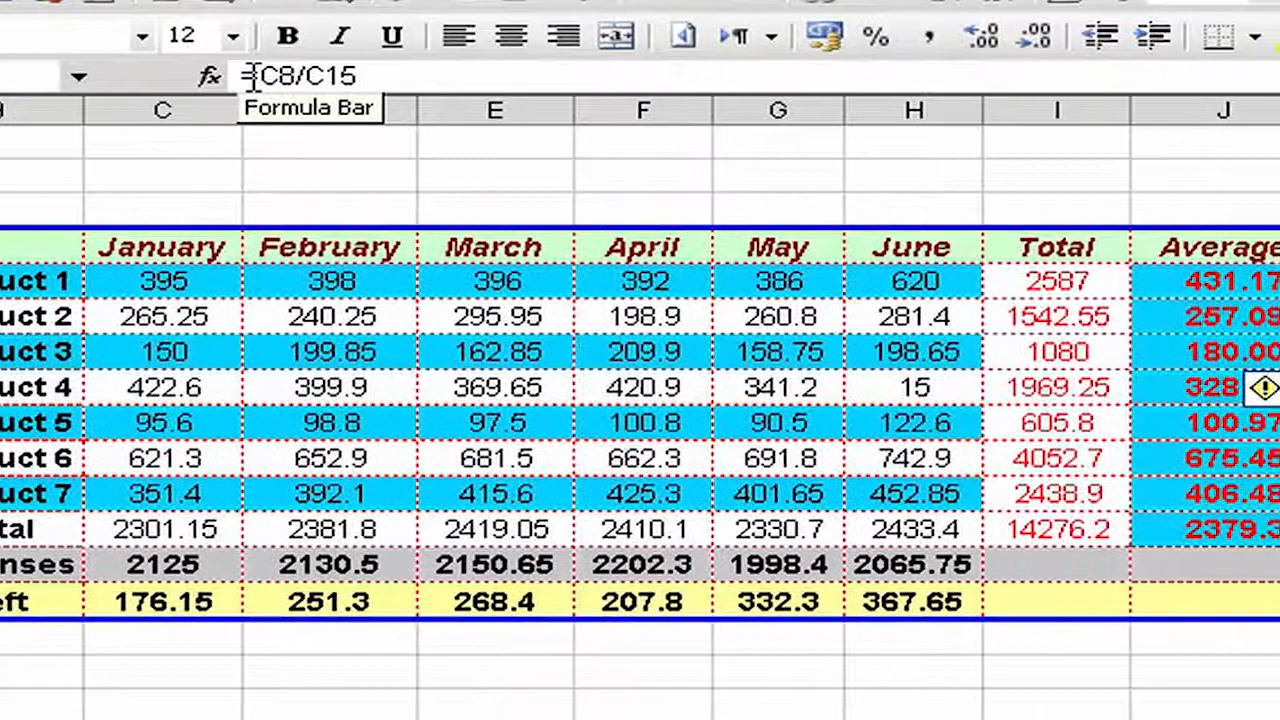 12 B I U a % , .00 .00
fx =C8/C15
Formula Bar
C E F G H I J
January February March April May June Total Average
uct 1 395 398 396 392 386 620 2587 431.17
uct 2 265.25 240.25 295.95 198.9 260.8 281.4 1542.55 257.09
uct 3 150 199.85 162.85 209.9 158.75 198.65 1080 180.00
uct 4 422.6 399.9 369.65 420.9 341.2 15 1969.25 328
uct 5 95.6 98.8 97.5 100.8 90.5 122.6 605.8 100.97
uct 6 621.3 652.9 681.5 662.3 691.8 742.9 4052.7 675.45
uct 7 351.4 392.1 415.6 425.3 401.65 452.85 2438.9 406.48
tal 2301.15 2381.8 2419.05 2410.1 2330.7 2433.4 14276.2 2379.3
nses 2125 2130.5 2150.65 2202.3 1998.4 2065.75
eft 176.15 251.3 268.4 207.8 332.3 367.65